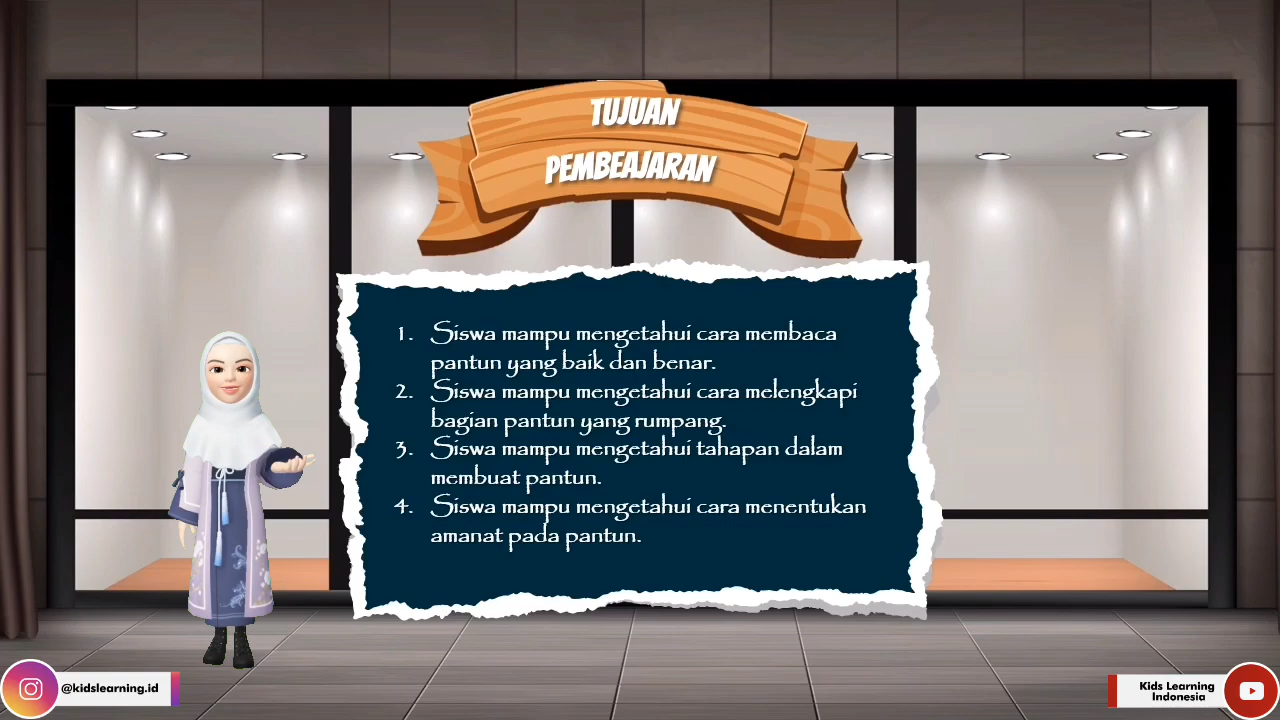 TUJUAN
PEMBEAJARAN
1. Siswa mampu mengetahui cara membaca
pantun yang baik dan benar.
2. Siswa mampu mengetahui cara melengkapi
bagian pantun yang rumpang.
3. Siswa mampu mengetahui tahapan dalam
membuat pantun.
4. Siswa mampu mengetahui cara menentukan
amanat pada pantun.
@kidslearning.id
Kids Learning
Indonesia